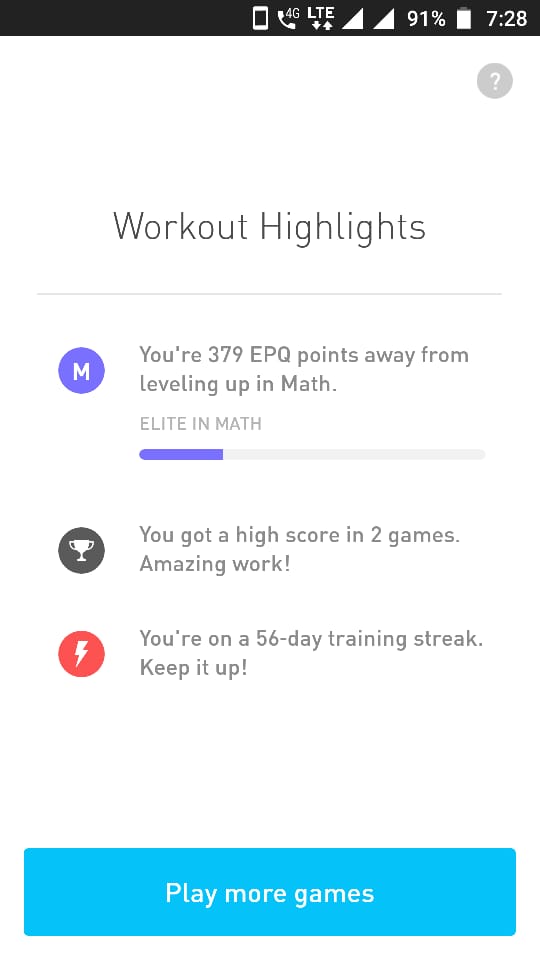 4G LTE 91% 7:28
?
Workout Highlights
M
You're 379 EPQ points away from
leveling up in Math.
ELITE IN MATH
You got a high score in 2 games.
Amazing work!
You're on a 56-day training streak.
Keep it up!
Play more games